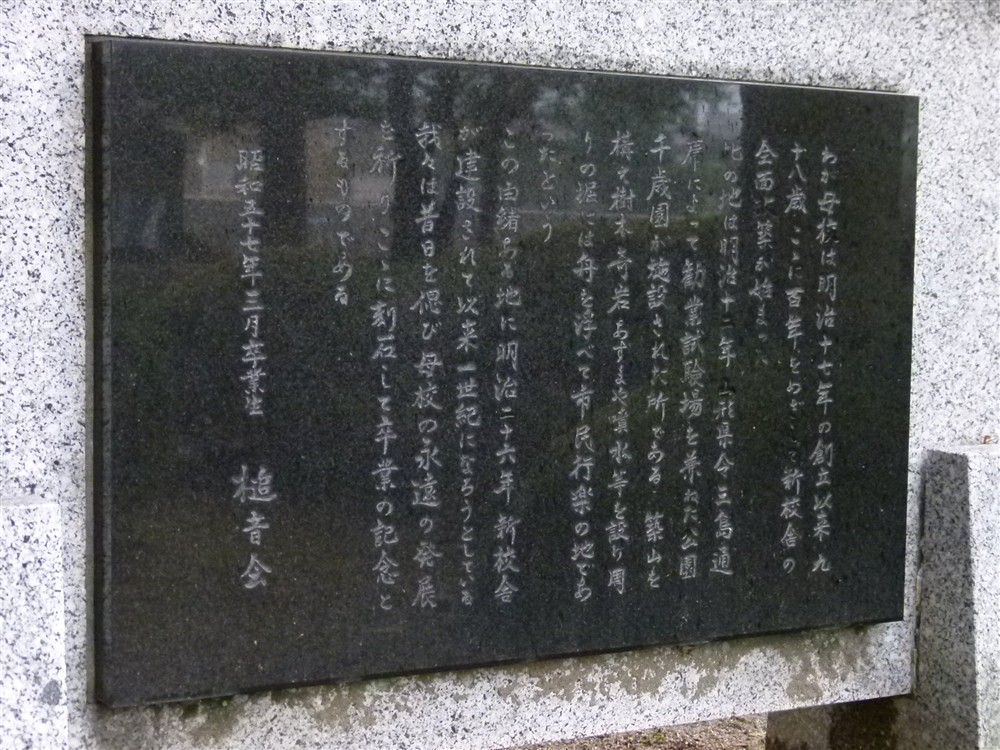 わが母校は明治十七年の創立以来 九
十八歳 ここに百年をめざして新校舎の
全面改築が始まった
此の地は明治十二年 山形県令三島通
庸によって勧業試験場を兼ねた公園
千歳園が施設された所である 築山を
模て樹木奇岩あずまや噴水等を設け周
りの堀には舟を浮べて市民行楽の地であ
ったという
この由緒ある地に明治二十六年 新校舎
が建設されて以来一世紀になろうとしている
我々は昔日を偲び母校の永遠の発展
を祈り ここに刻石して卒業の記念と
するものである
昭和五十七年三月卒業生 槌音会